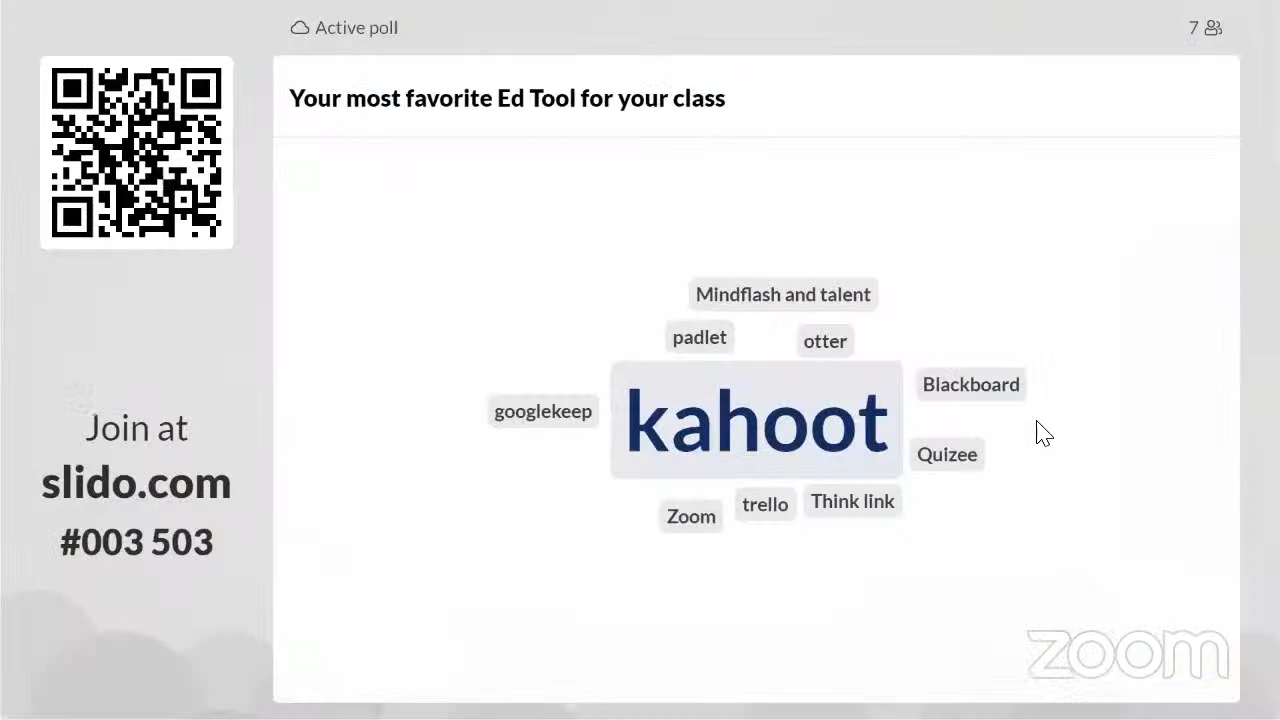 Active poll
7
Your most favorite Ed Tool for your class
Mindflash and talent
padlet
otter
Blackboard
googlekeep
kahoot
Quizee
Zoom
trello
Think link
Join at
slido.com
#003 503
zoom